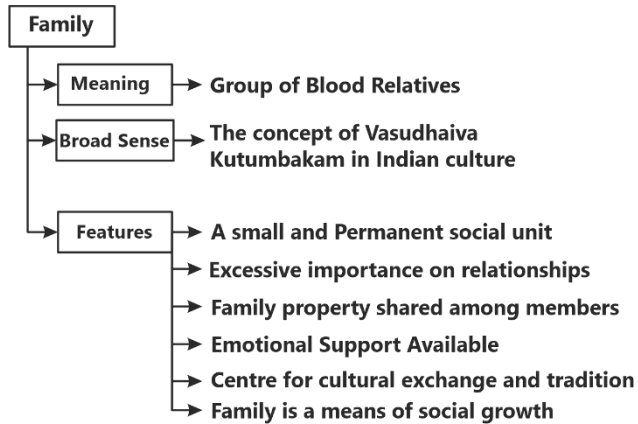 Family
Meaning
Group of Blood Relatives
Broad Sense
The concept of Vasudhaiva
Kutumbakam in Indian culture
Features
A small and Permanent social unit
Excessive importance on relationships
Family property shared among members
Emotional Support Available
Centre for cultural exchange and tradition
Family is a means of social growth